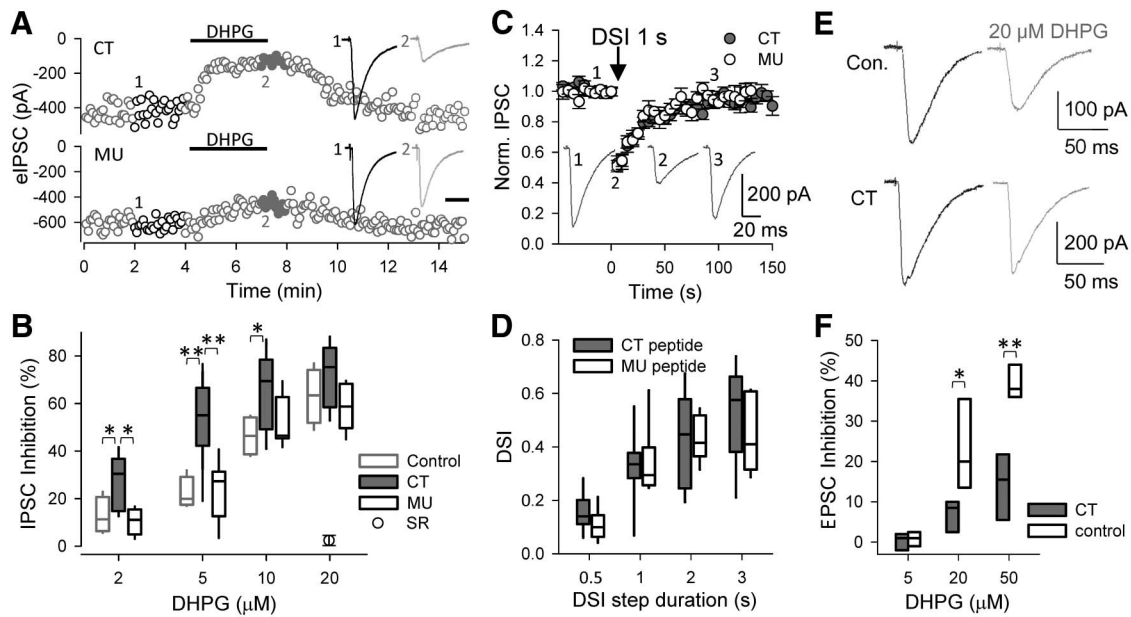 A
DHPG
0
CT
1
2
-200
1
-400
2
eIPSC (pA)
DHPG
0
MU
1
2
-200
-400
1
-600
2
0 2 4 6 8 10 12 14
Time (min)
B
80
60
40
20
0
IPSC Inhibition (%)
* *
** **
*
Control
CT
MU
SR
2 5 10 20
DHPG (μM)
C
1.4
1.2
1.0
0.8
0.6
0.4
0.2
0.0
Norm. IPSC
DSI 1 s
CT
MU
1
3
2
1 2 3
200 pA
20 ms
0 50 100 150
Time (s)
D
0.8
0.6
0.4
0.2
0.0
DSI
CT peptide
MU peptide
0.5 1 2 3
DSI step duration (s)
E
20 μM DHPG
Con.
100 pA
50 ms
CT
200 pA
50 ms
F
50
40
30
20
10
0
EPSC Inhibition (%)
*
**
CT
control
5 20 50
DHPG (μM)